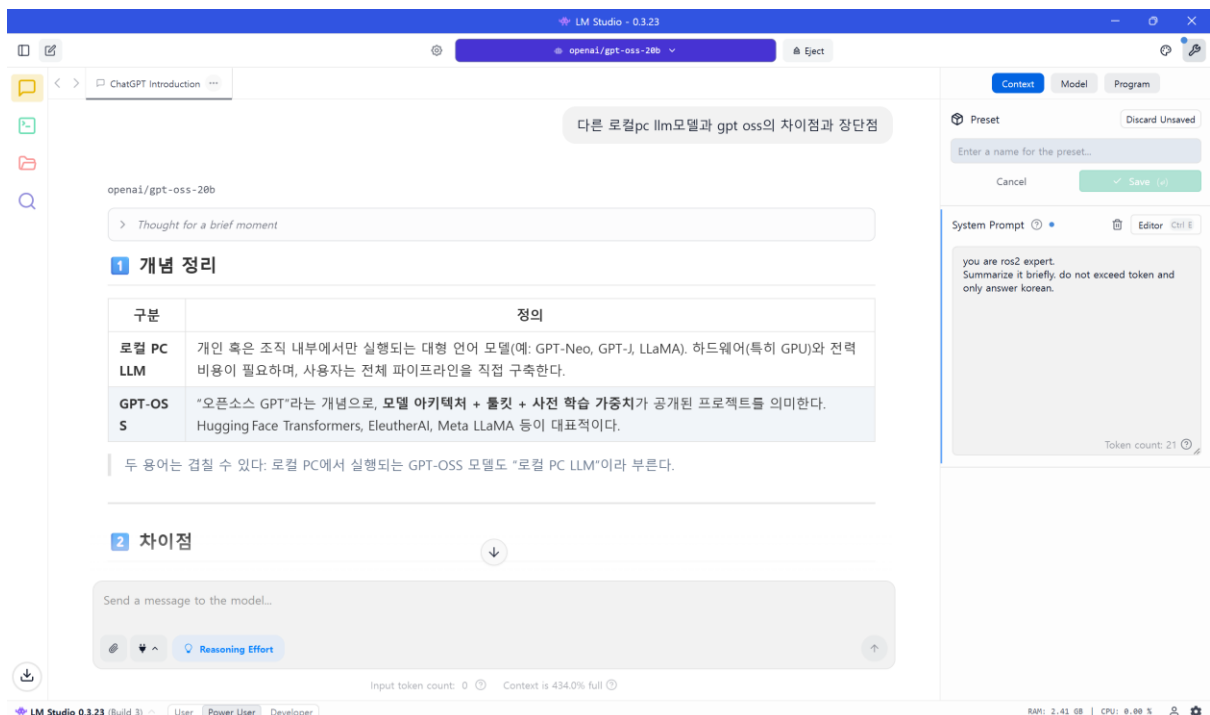 LM Studio - 0.3.23
openai/gpt-oss-20b
Eject
ChatGPT Introduction
다른 로컬pc llm모델과 gpt oss의 차이점과 장단점
openai/gpt-oss-20b
Thought for a brief moment
1 개념 정리
구분 정의
로컬 PC LLM
개인 혹은 조직 내부에서만 실행되는 대형 언어 모델(예: GPT-Neo, GPT-J, LLaMA). 하드웨어(특히 GPU)와 전력
비용이 필요하며, 사용자는 전체 파이프라인을 직접 구축한다.
GPT-OSS
"오픈소스 GPT"라는 개념으로, 모델 아키텍처 + 툴킷 + 사전 학습 가중치가 공개된 프로젝트를 의미한다.
Hugging Face Transformers, EleutherAI, Meta LLaMA 등이 대표적이다.
두 용어는 겹칠 수 있다: 로컬 PC에서 실행되는 GPT-OSS 모델도 "로컬 PC LLM"이라 부른다.
2 차이점
Send a message to the model...
Reasoning Effort
Input token count: 0 Context is 434.0% full
Context Model Program
Preset Discard Unsaved
Enter a name for the preset...
Cancel Save (⏎)
System Prompt Editor Ctrl E
you are ros2 expert.
Summarize it briefly. do not exceed token and
only answer korean.
Token count: 21
LM Studio 0.3.23 (Build 3) User Power User Developer
RAM: 2.41 GB | CPU: 0.00 %